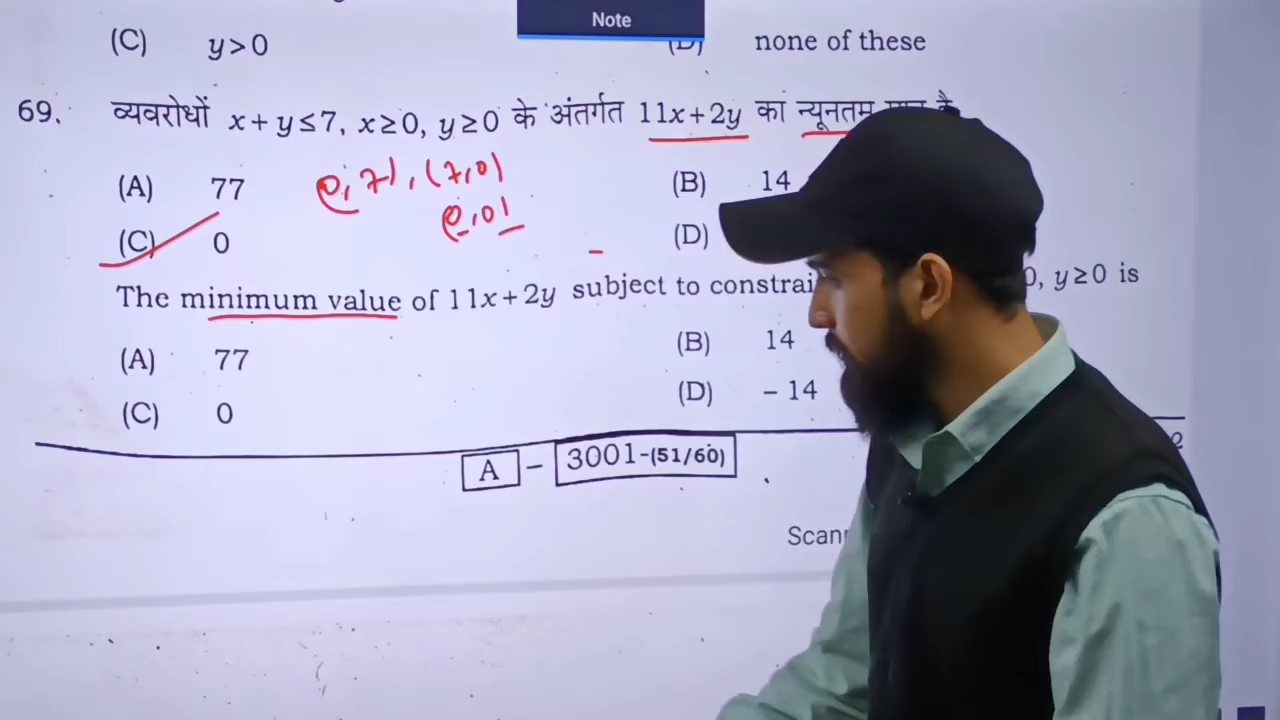 Note
(C) y>0 (D) none of these
69. व्यवरोधों x+y≤7, x≥0, y≥0 के अंतर्गत 11x+2y का न्यूनतम
(A) 77 (B) 14
(0, 7), (7, 0)
(0, 0)
(C) 0 (D)
The minimum value of 11x+2y subject to 0, y≥0 is
(A) 77 (B) 14
(C) 0 (D) – 14
A – 3001-(51/60)